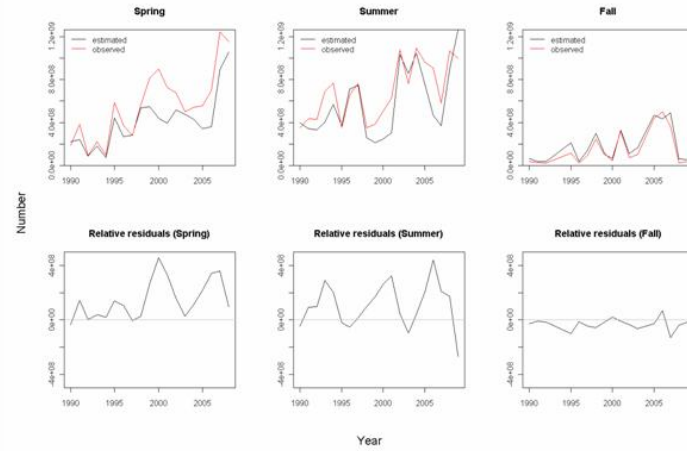 Spring
Summer
Fall
estimated
observed
estimated
observed
estimated
observed
0.0e+00 4.0e+08 8.0e+08 1.2e+09
0.0e+00 4.0e+08 8.0e+08 1.2e+09
0.0e+00 4.0e+08 8.0e+08 1.2e+09
1990 1995 2000 2005
1990 1995 2000 2005
1990 1995 2000 2005
Number
Relative residuals (Spring)
Relative residuals (Summer)
Relative residuals (Fall)
-4e+08 0e+00 4e+08
-4e+08 0e+00 4e+08
-4e+08 0e+00 4e+08
1990 1995 2000 2005
1990 1995 2000 2005
1990 1995 2000 2005
Year